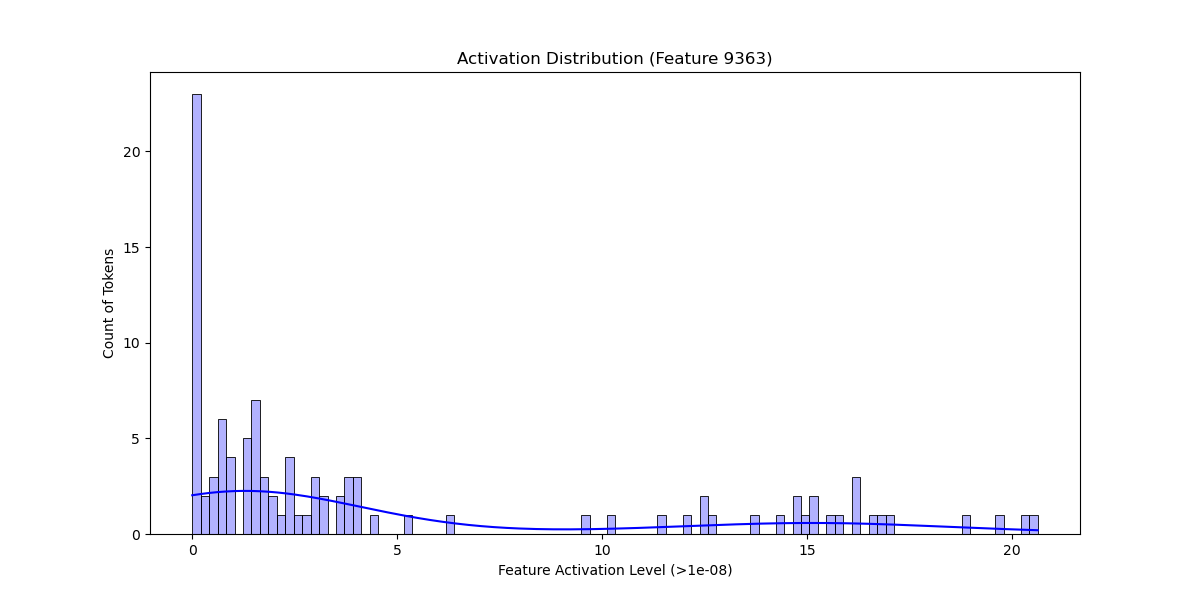 Activation Distribution (Feature 9363)
20
15
10
5
0
Count of Tokens
0 5 10 15 20
Feature Activation Level (>1e-08)